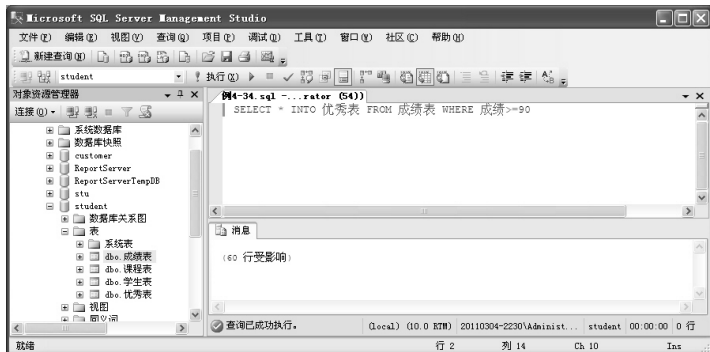 Microsoft SQL Server Management Studio
文件(F) 编辑(E) 视图(V) 查询(Q) 项目(P) 调试(D) 工具(T) 窗口(W) 社区(C) 帮助(H)
新建查询(N)
student 执行(X)
对象资源管理器
例4-34.sql -...rator (54))
连接(O)
SELECT * INTO 优秀表 FROM 成绩表 WHERE 成绩>=90
系统数据库
数据库快照
customer
ReportServer
ReportServerTempDB
stu
student
数据库关系图
表
系统表
dbo.成绩表
dbo.课程表
dbo.学生表
dbo.优秀表
视图
同义词
消息
(60 行受影响)
查询已成功执行。 (local) (10.0 RTM) 20110304-2230\Administ... student 00:00:00 0 行
就绪 行 2 列 14 Ch 10 Ins